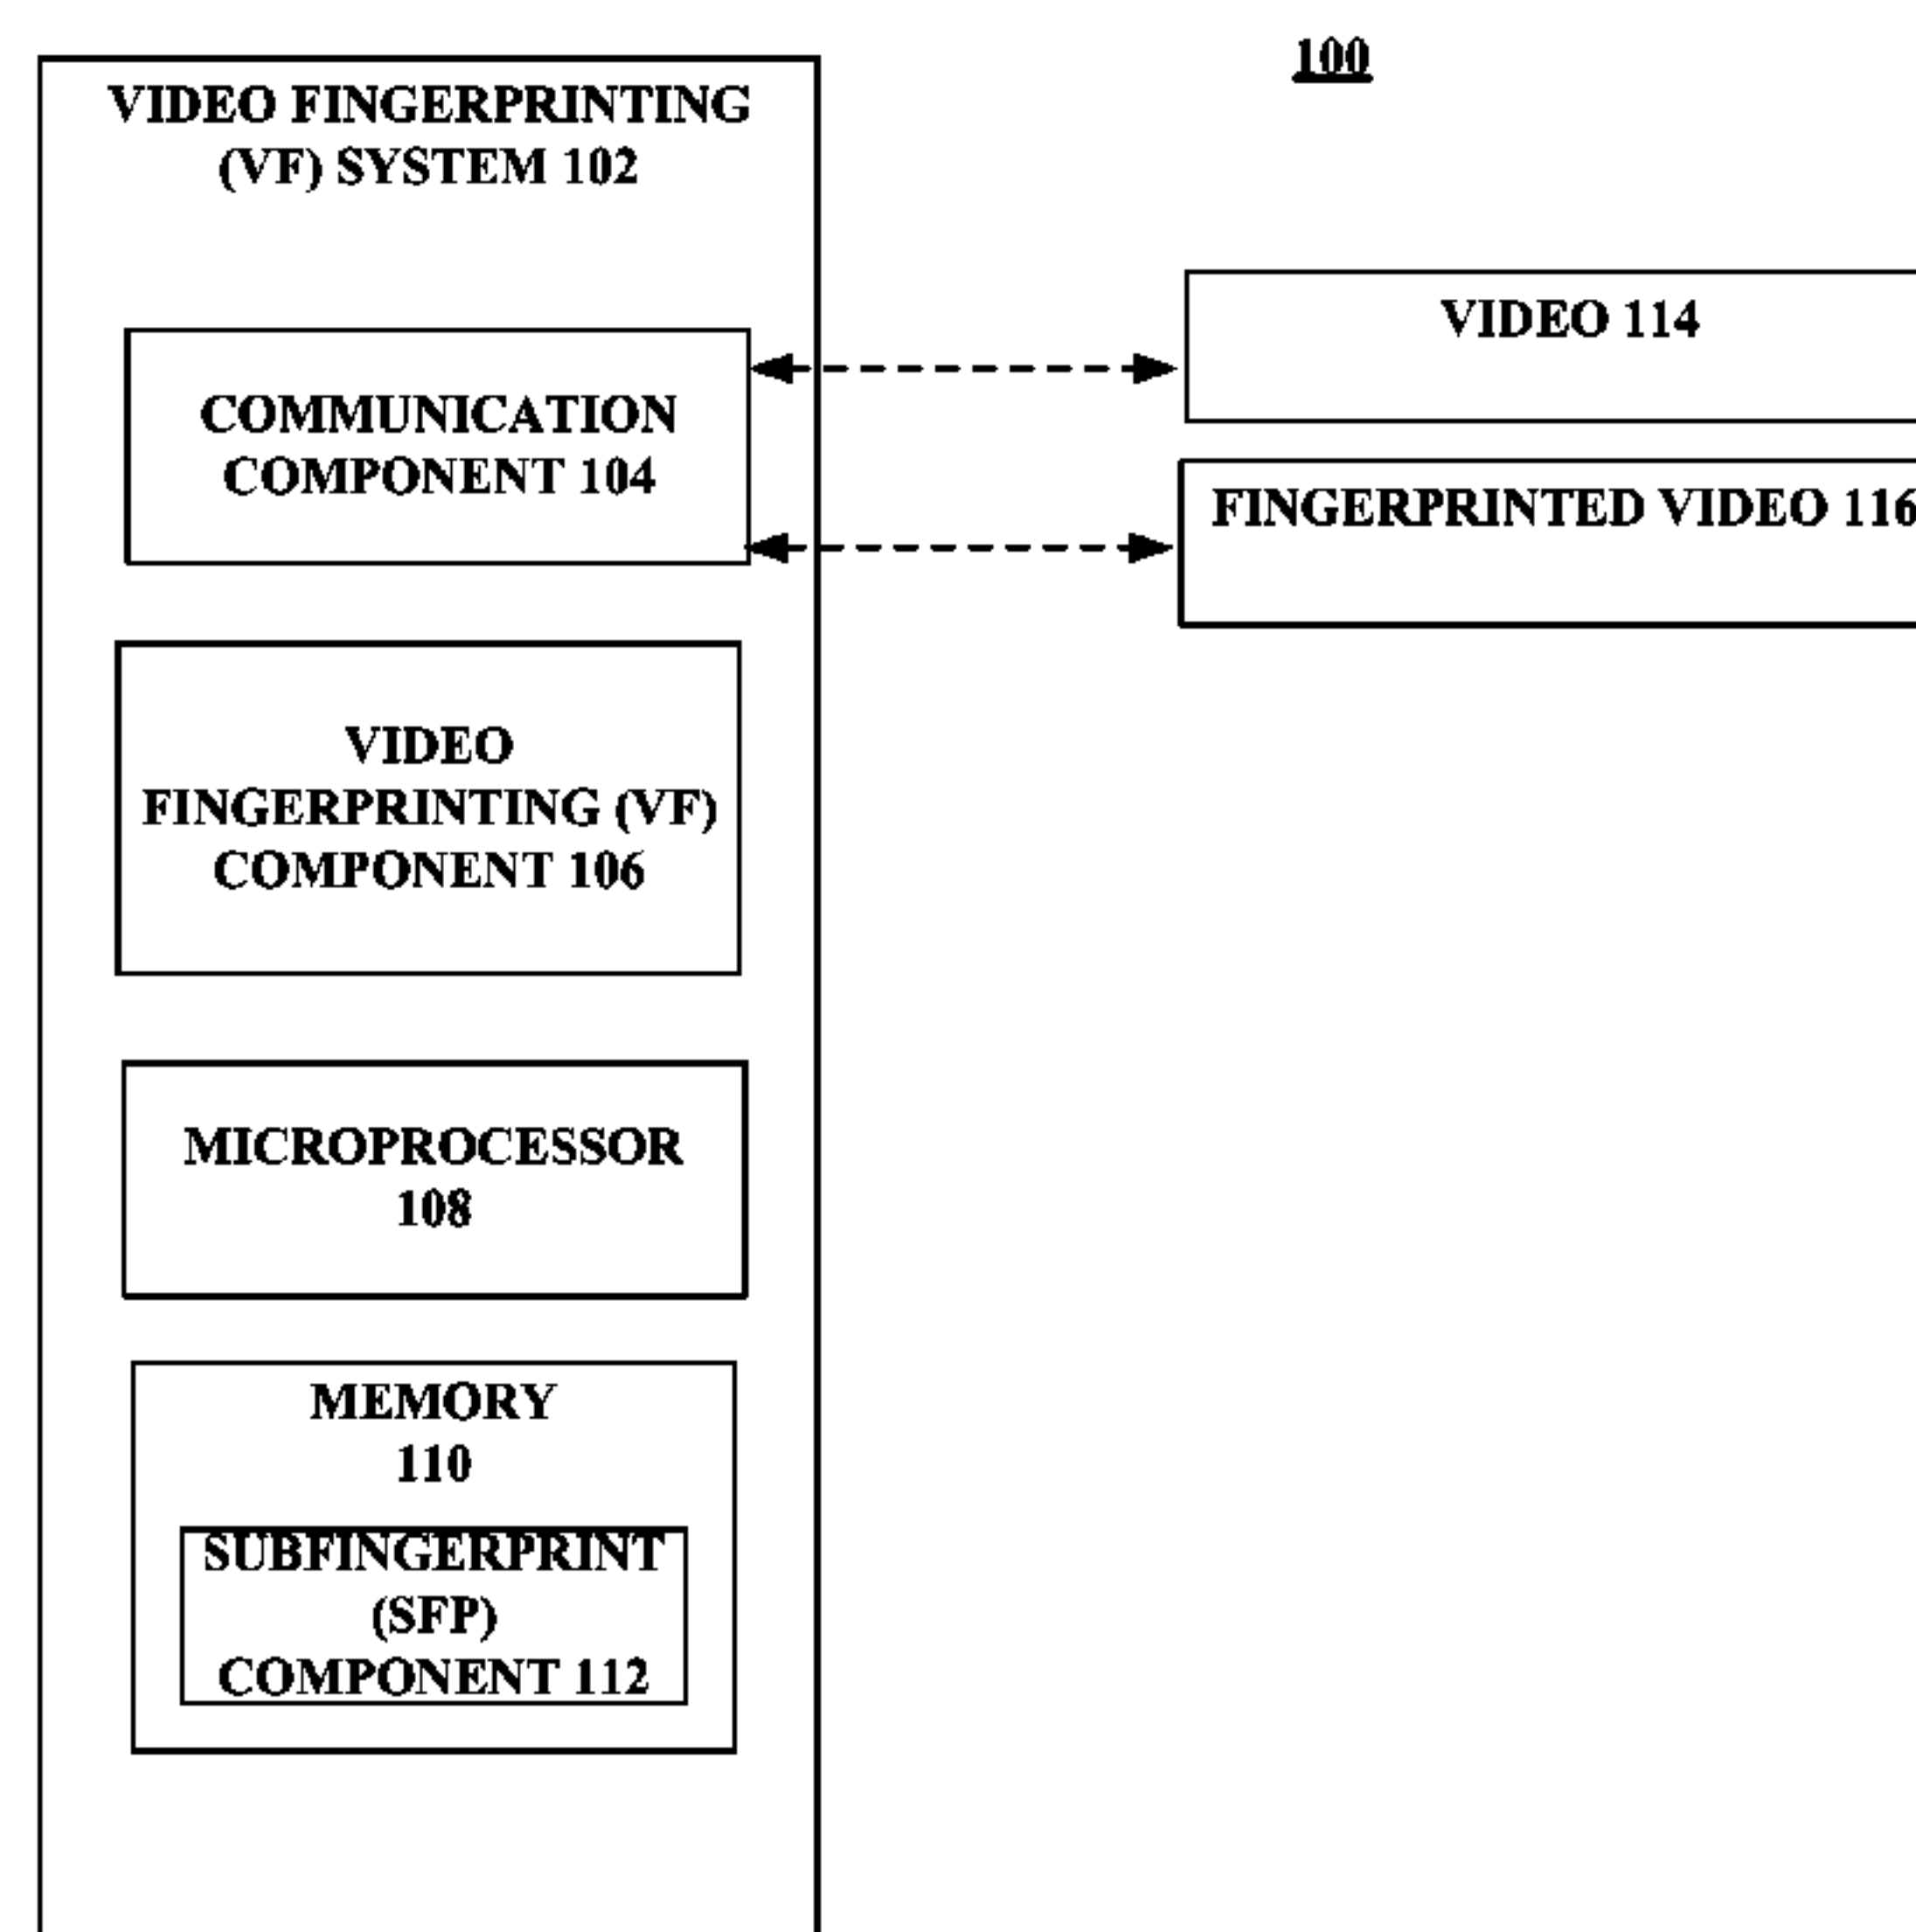 100
VIDEO FINGERPRINTING
(VF) SYSTEM 102
VIDEO 114
COMMUNICATION
COMPONENT 104
FINGERPRINTED VIDEO 116
VIDEO
FINGERPRINTING (VF)
COMPONENT 106
MICROPROCESSOR
108
MEMORY
110
SUBFINGERPRINT
(SFP)
COMPONENT 112